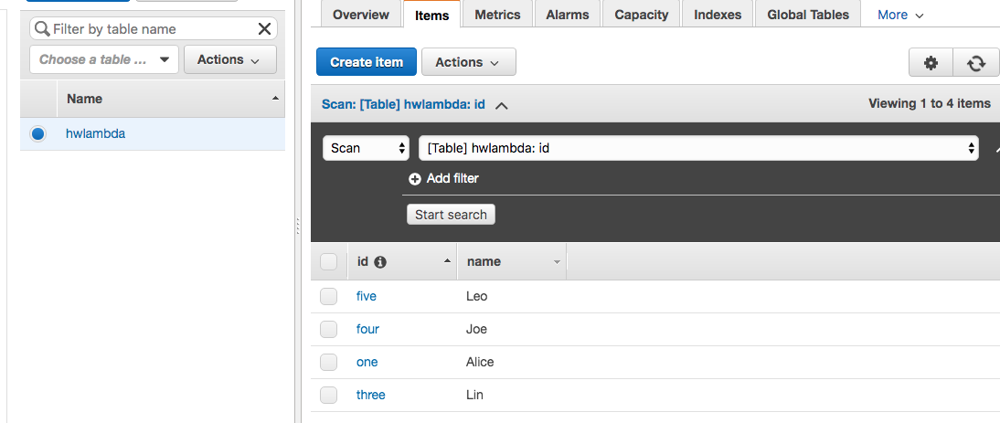 Filter by table name
Choose a table ...
Actions
Name
hwlambda
Overview
Items
Metrics
Alarms
Capacity
Indexes
Global Tables
More
Create item
Actions
Scan: [Table] hwlambda: id
Viewing 1 to 4 items
Scan
[Table] hwlambda: id
Add filter
Start search
id name
five Leo
four Joe
one Alice
three Lin